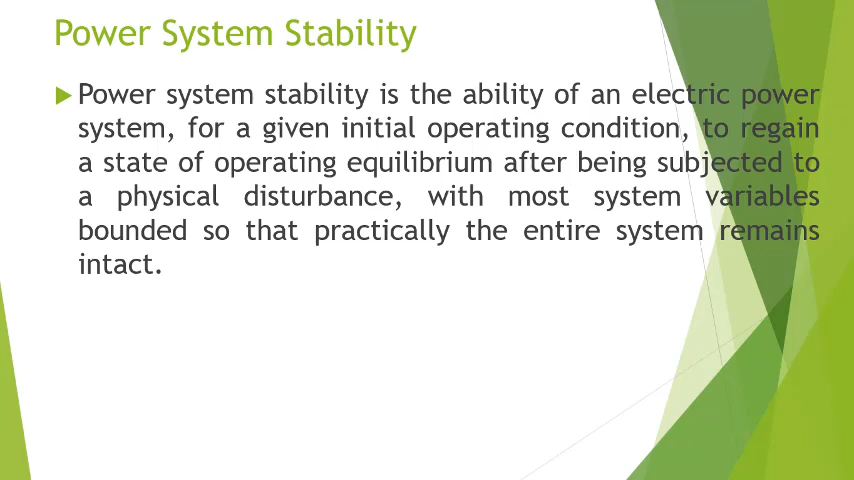 Power System Stability
Power system stability is the ability of an electric power
system, for a given initial operating condition, to regain
a state of operating equilibrium after being subjected to
a physical disturbance, with most system variables
bounded so that practically the entire system remains
intact.